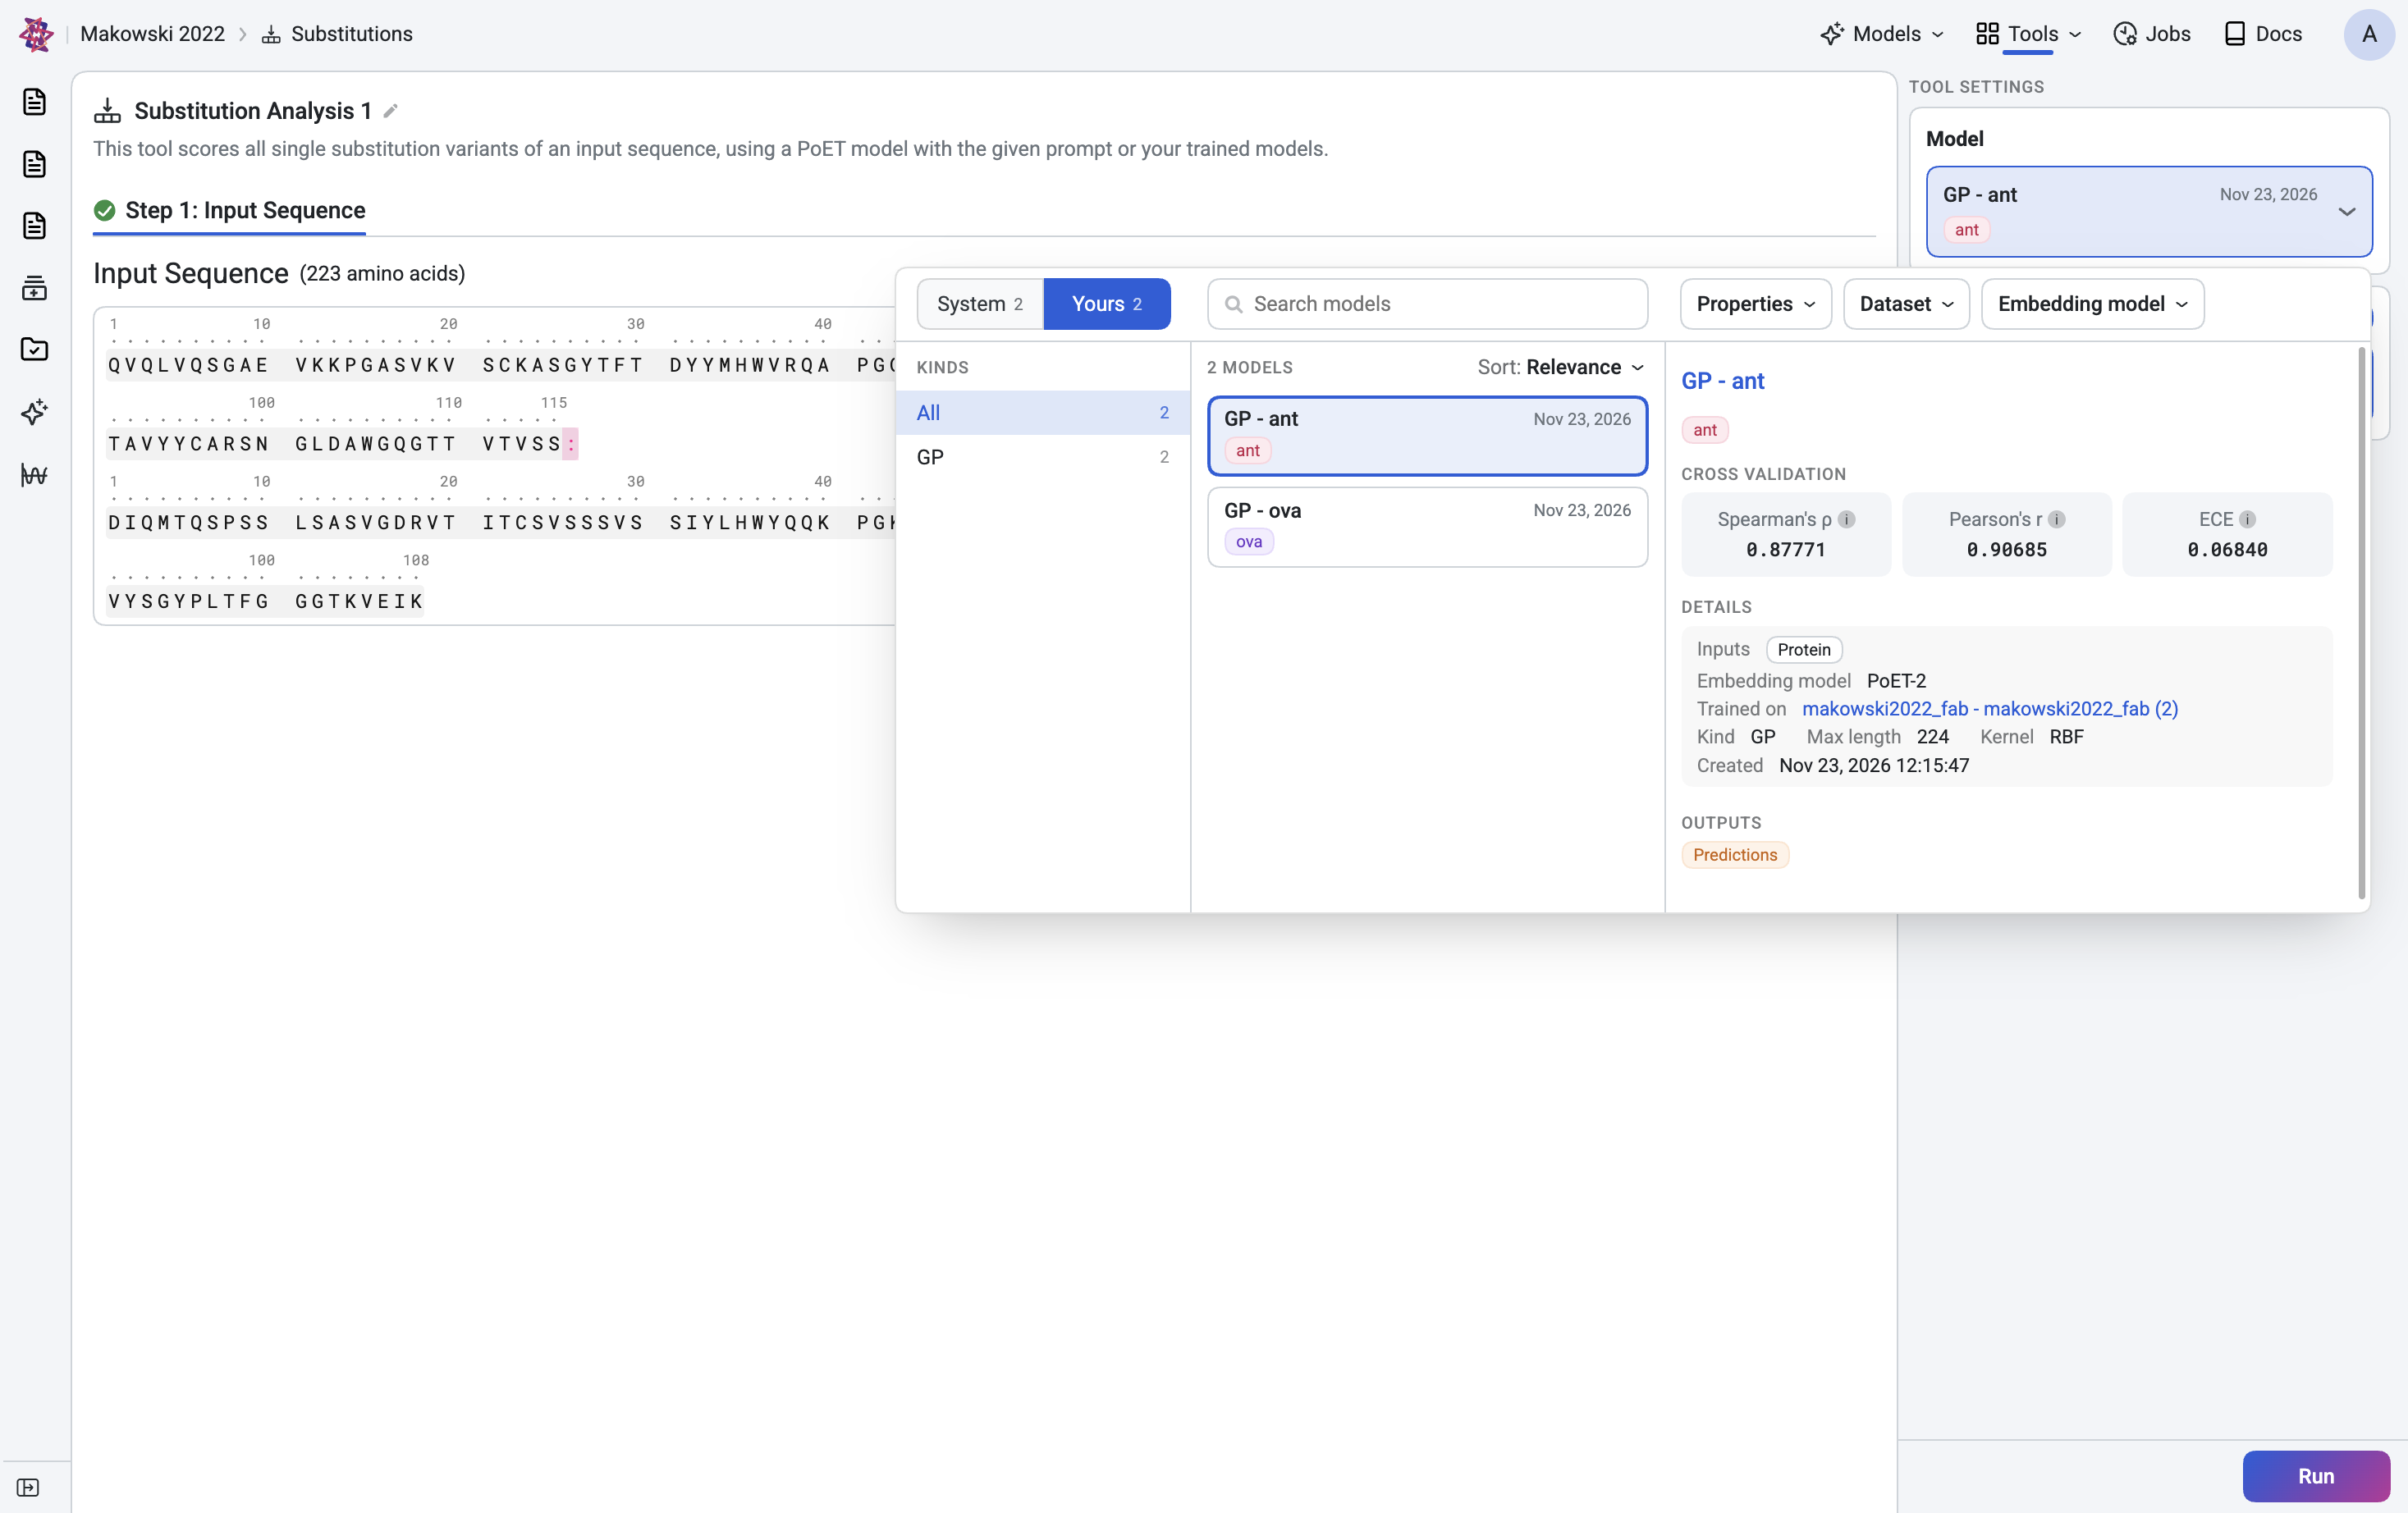 Makowski 2022 > Substitutions
Models Tools Jobs Docs A
TOOL SETTINGS
Substitution Analysis 1
This tool scores all single substitution variants of an input sequence, using a PoET model with the given prompt or your trained models.
Step 1: Input Sequence
Input Sequence (223 amino acids)
1 10 20 30 40
QVQLVQSGAE VKKPGASVKV SCKASGYTFT DYYMHWVRQA PG
100 110 115
TAVYYCARSN GLDAWGQGTT VTVSS:
1 10 20 30 40
DIQMTQSPSS LSASVGDRVT ITCSVSSSVS SIYLHWYQQK PG
100 108
VYSGYPLTFG GGTKVEIK
Model
GP - ant Nov 23, 2026
ant
System 2 Yours 2 Search models Properties Dataset Embedding model
KINDS
All 2
GP 2
2 MODELS Sort: Relevance
GP - ant Nov 23, 2026
ant
GP - ova Nov 23, 2026
ova
GP - ant
ant
CROSS VALIDATION
Spearman's ρ i Pearson's r i ECE i
0.87771 0.90685 0.06840
DETAILS
Inputs Protein
Embedding model PoET-2
Trained on makowski2022_fab - makowski2022_fab (2)
Kind GP Max length 224 Kernel RBF
Created Nov 23, 2026 12:15:47
OUTPUTS
Predictions
Run